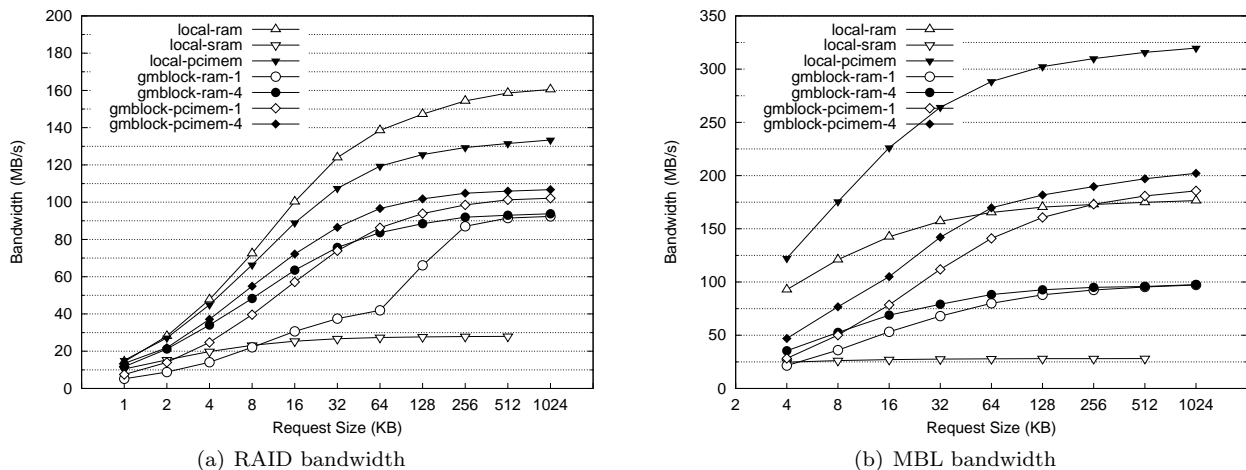 200
180
160
140
120
100
80
60
40
20
0
Bandwidth (MB/s)
local-ram
local-sram
local-pcimem
gmblock-ram-1
gmblock-ram-4
gmblock-pcimem-1
gmblock-pcimem-4
1 2 4 8 16 32 64 128 256 512 1024
Request Size (KB)
(a) RAID bandwidth
350
300
250
200
150
100
50
0
Bandwidth (MB/s)
local-ram
local-sram
local-pcimem
gmblock-ram-1
gmblock-ram-4
gmblock-pcimem-1
gmblock-pcimem-4
2 4 8 16 32 64 128 256 512 1024
Request Size (KB)
(b) MBL bandwidth